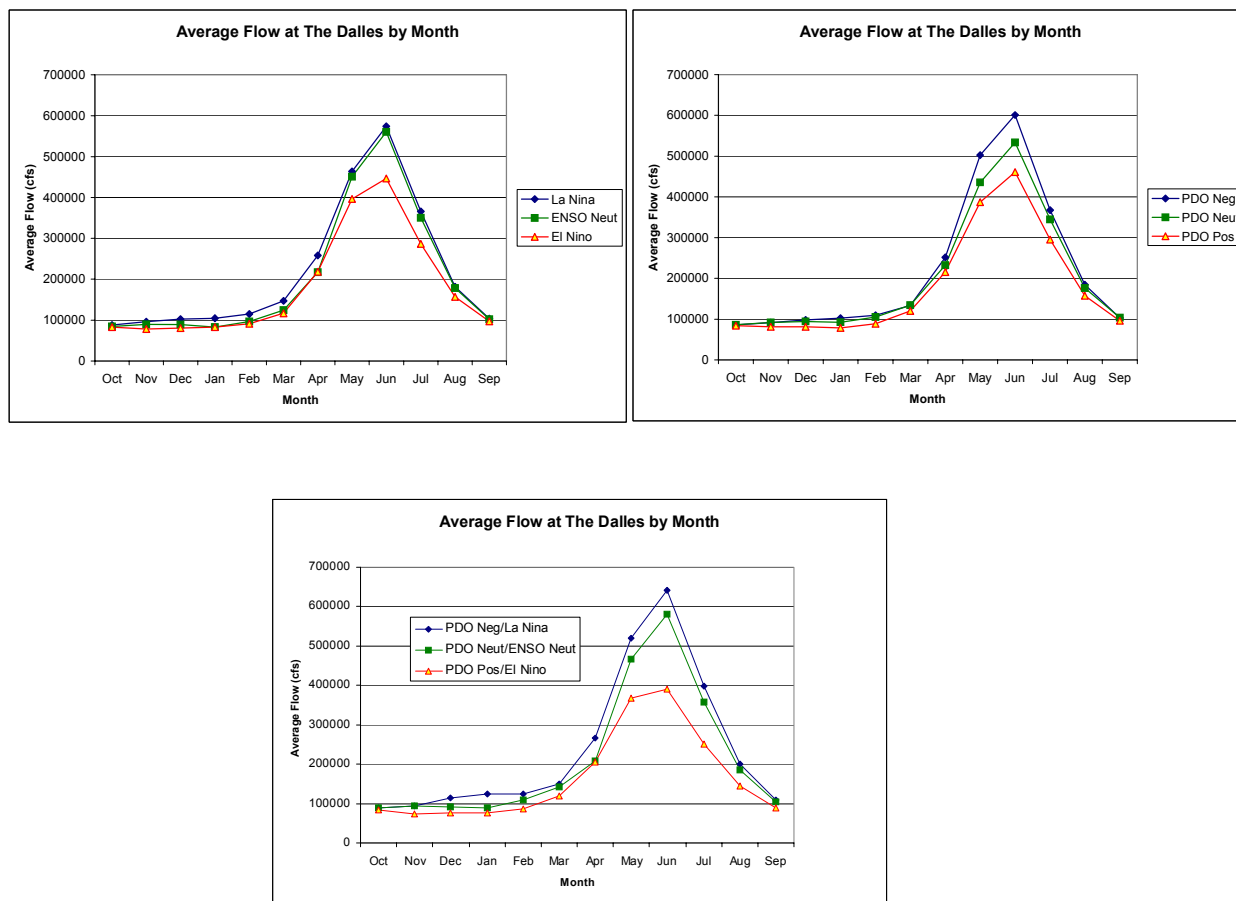 Average Flow at The Dalles by Month
700000
600000
500000
400000
300000
200000
100000
0
Average Flow (cfs)
Oct Nov Dec Jan Feb Mar Apr May Jun Jul Aug Sep
Month
La Nina
ENSO Neut
El Nino
Average Flow at The Dalles by Month
700000
600000
500000
400000
300000
200000
100000
0
Average Flow (cfs)
Oct Nov Dec Jan Feb Mar Apr May Jun Jul Aug Sep
Month
PDO Neg
PDO Neu
PDO Pos
Average Flow at The Dalles by Month
700000
600000
500000
400000
300000
200000
100000
0
Average Flow (cfs)
PDO Neg/La Nina
PDO Neut/ENSO Neut
PDO Pos/El Nino
Oct Nov Dec Jan Feb Mar Apr May Jun Jul Aug Sep
Month